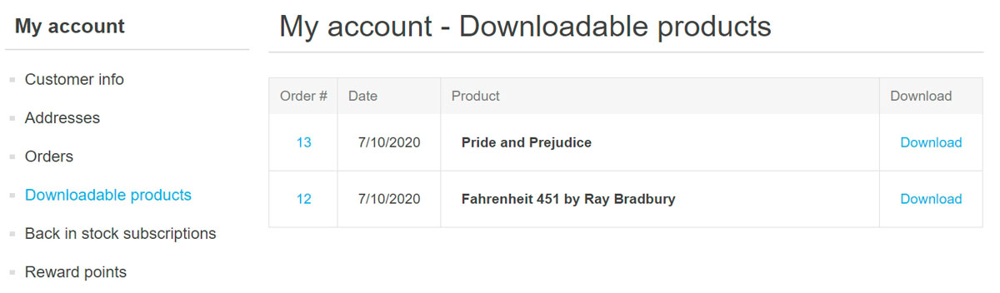 My account
Customer info
Addresses
Orders
Downloadable products
Back in stock subscriptions
Reward points
My account - Downloadable products
Order # Date Product Download
13 7/10/2020 Pride and Prejudice Download
12 7/10/2020 Fahrenheit 451 by Ray Bradbury Download